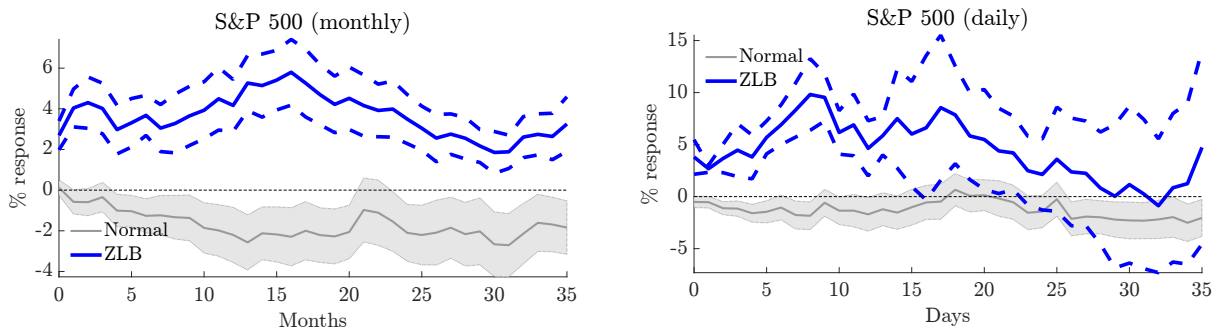 S&P 500 (monthly)
% response
6
4
2
0
-2
-4
Normal
ZLB
0 5 10 15 20 25 30 35
Months
S&P 500 (daily)
% response
15
10
5
0
-5
Normal
ZLB
0 5 10 15 20 25 30 35
Days